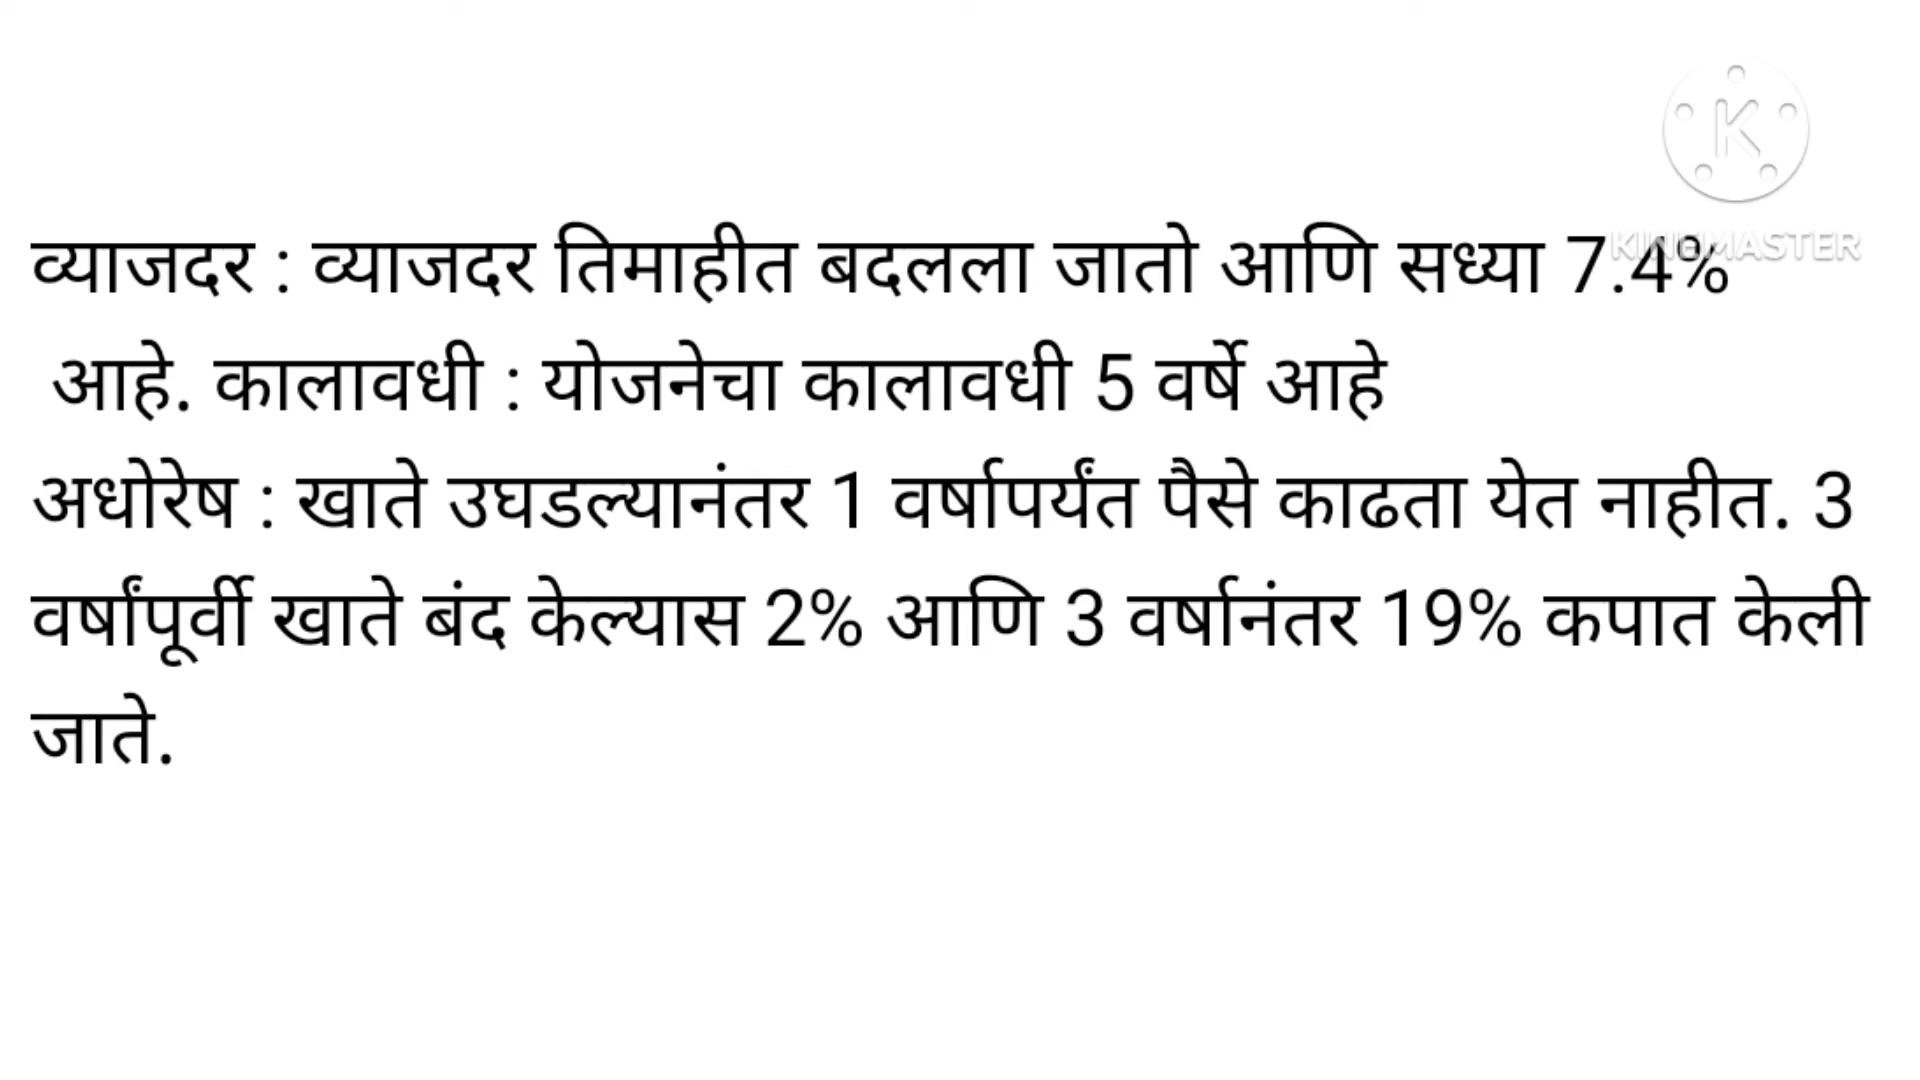 K
KINEMASTER
व्याजदर : व्याजदर तिमाहीत बदलला जातो आणि सध्या 7.4%
आहे. कालावधी : योजनेचा कालावधी 5 वर्षे आहे
अधोरेष : खाते उघडल्यानंतर 1 वर्षापर्यंत पैसे काढता येत नाहीत. 3
वर्षांपूर्वी खाते बंद केल्यास 2% आणि 3 वर्षानंतर 19% कपात केली
जाते.